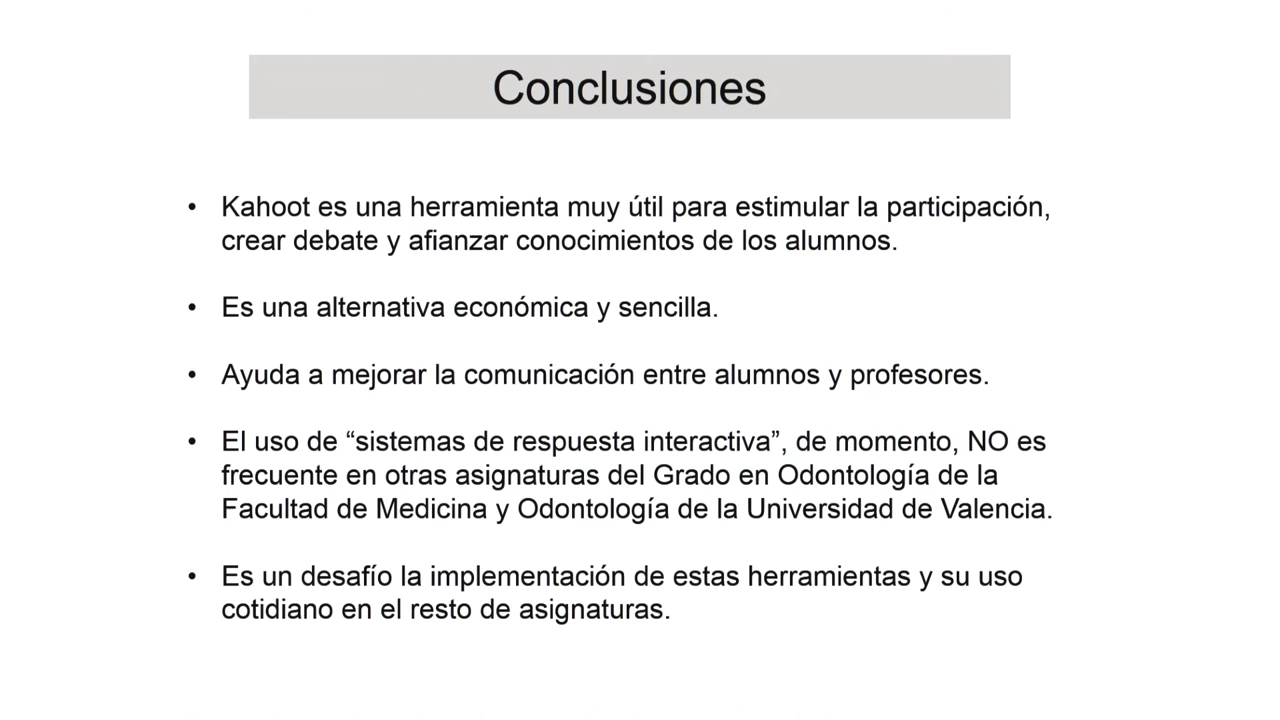 Conclusiones
• Kahoot es una herramienta muy útil para estimular la participación,
crear debate y afianzar conocimientos de los alumnos.
• Es una alternativa económica y sencilla.
• Ayuda a mejorar la comunicación entre alumnos y profesores.
• El uso de “sistemas de respuesta interactiva”, de momento, NO es
frecuente en otras asignaturas del Grado en Odontología de la
Facultad de Medicina y Odontología de la Universidad de Valencia.
• Es un desafío la implementación de estas herramientas y su uso
cotidiano en el resto de asignaturas.